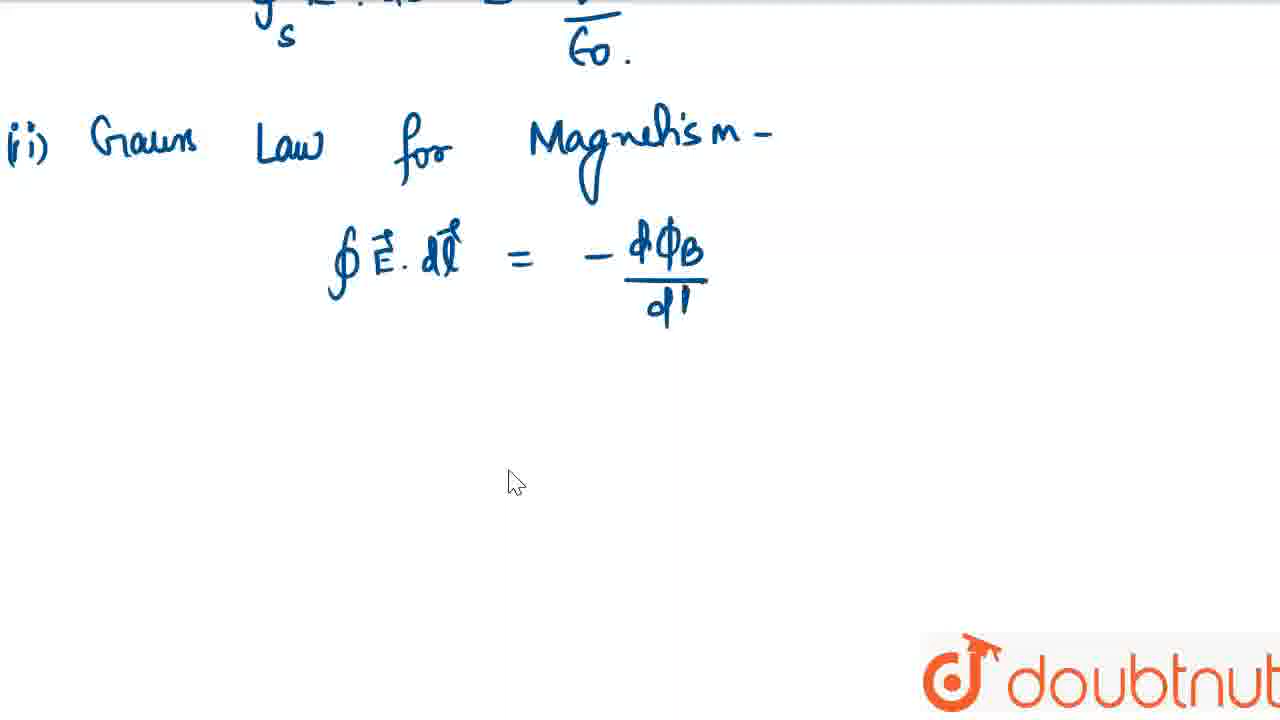 S
ϵ0.
(ii) Gauss Law for Magnetism -
∮ E⃗ . dl⃗ = - dϕB
dt
doubtnut